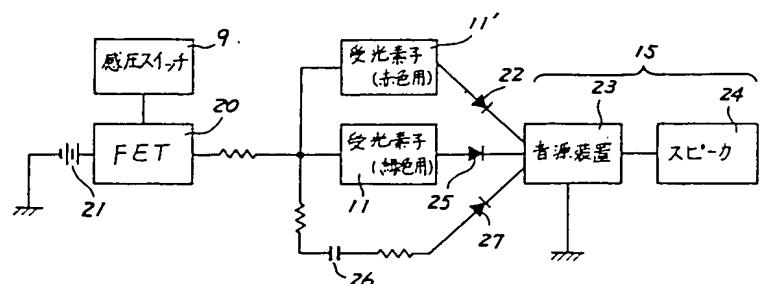 9.
感圧スイッチ
20
FET
21
11'
受光素子
(赤色用)
受光素子
(緑色用)
11
22
25
26
27
15
23
音源装置
24
スピーク